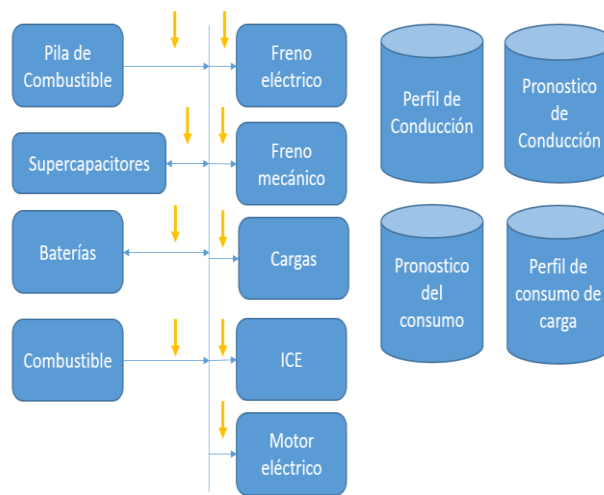 Pila de
Combustible
Supercapacitores
Baterías
Combustible
Freno
eléctrico
Freno
mecánico
Cargas
ICE
Motor
eléctrico
Perfil de
Conducción
Pronostico
de
Conducción
Pronostico
del
consumo
Perfil de
consumo de
carga